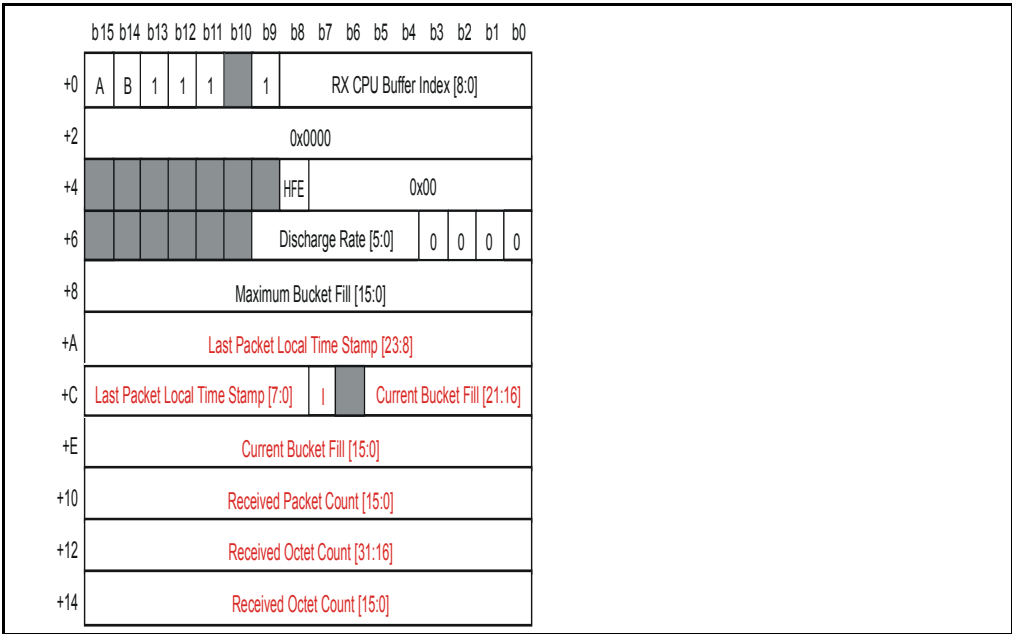 b15 b14 b13 b12 b11 b10 b9 b8 b7 b6 b5 b4 b3 b2 b1 b0
+0 A B 1 1 1 1 RX CPU Buffer Index [8:0]
+2 0x0000
+4 HFE 0x00
+6 Discharge Rate [5:0] 0 0 0 0
+8 Maximum Bucket Fill [15:0]
+A Last Packet Local Time Stamp [23:8]
+C Last Packet Local Time Stamp [7:0] I Current Bucket Fill [21:16]
+E Current Bucket Fill [15:0]
+10 Received Packet Count [15:0]
+12 Received Octet Count [31:16]
+14 Received Octet Count [15:0]